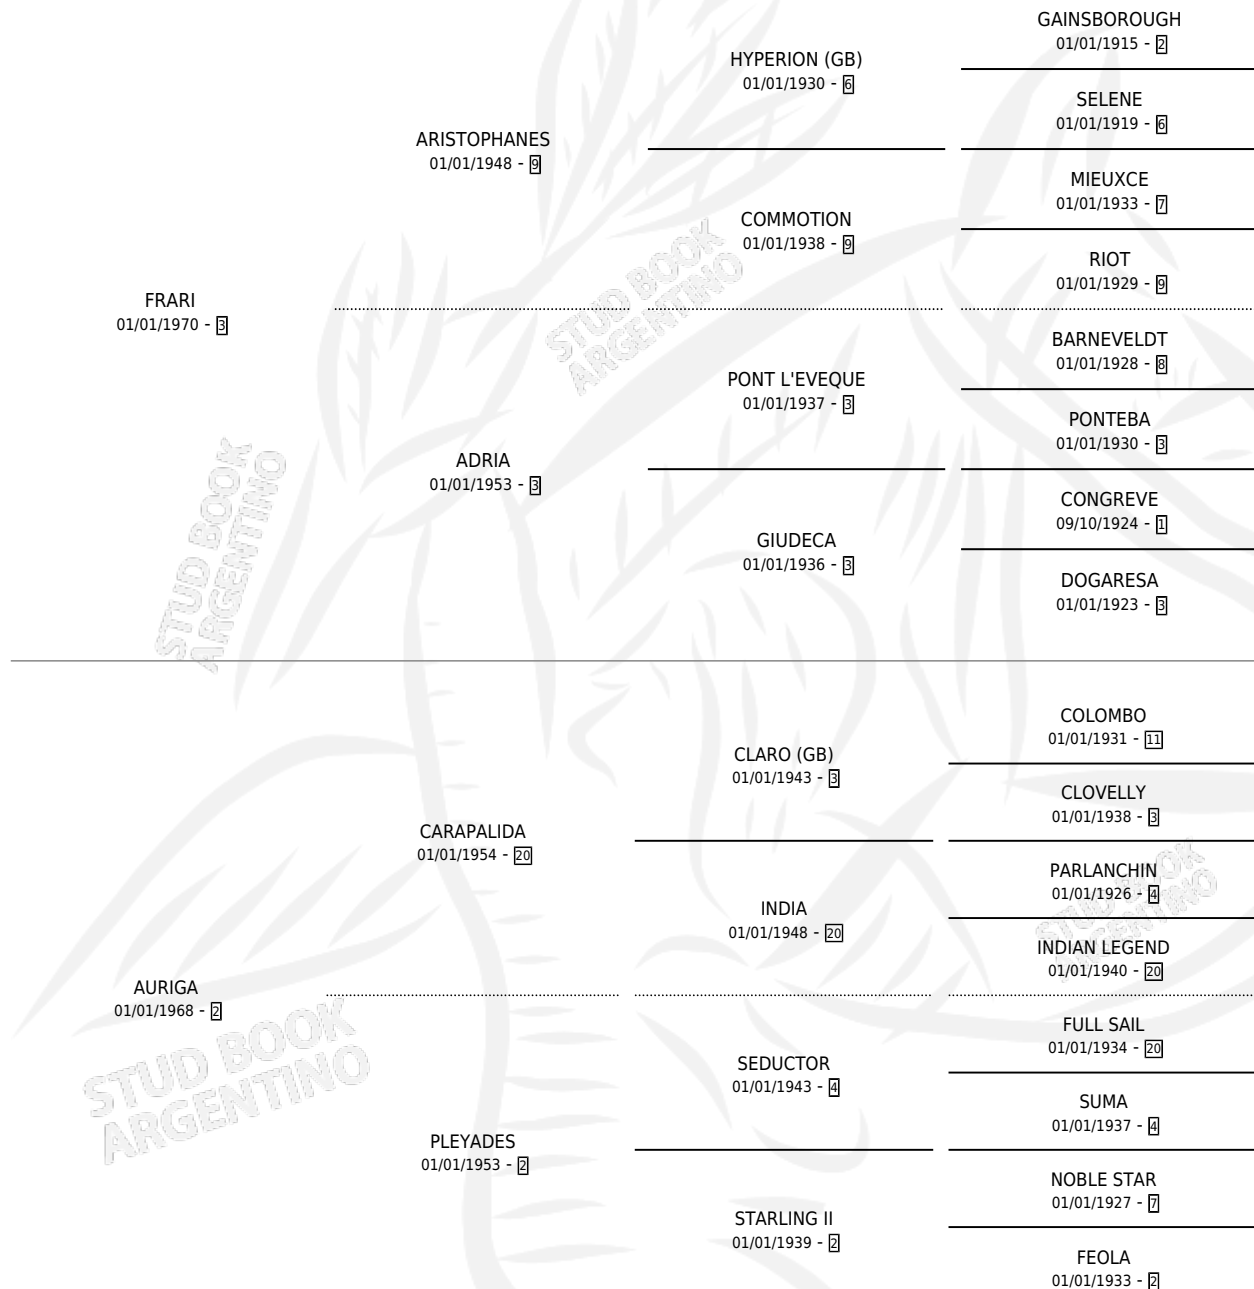 GAINSBOROUGH
01/01/1915 - 2
HYPERION (GB)
01/01/1930 - 6
SELENE
01/01/1919 - 6
ARISTOPHANES
01/01/1948 - 9
MIEUXCE
01/01/1933 - 7
COMMOTION
01/01/1938 - 9
RIOT
01/01/1929 - 9
FRARI
01/01/1970 - 3
BARNEVELDT
01/01/1928 - 8
PONT L'EVEQUE
01/01/1937 - 3
PONTEBA
01/01/1930 - 3
ADRIA
01/01/1953 - 3
CONGREVE
09/10/1924 - 1
GIUDECA
01/01/1936 - 3
DOGARESA
01/01/1923 - 3
COLOMBO
01/01/1931 - 11
CLARO (GB)
01/01/1943 - 3
CLOVELLY
01/01/1938 - 3
CARAPALIDA
01/01/1954 - 20
PARLANCHIN
01/01/1926 - 4
INDIA
01/01/1948 - 20
INDIAN LEGEND
01/01/1940 - 20
AURIGA
01/01/1968 - 2
FULL SAIL
01/01/1934 - 20
SEDUCTOR
01/01/1943 - 4
SUMA
01/01/1937 - 4
PLEYADES
01/01/1953 - 2
NOBLE STAR
01/01/1927 - 7
STARLING II
01/01/1939 - 2
FEOLA
01/01/1933 - 2
STUD BOOK
ARGENTINO
STUD BOOK
ARGENTINO
STUD BOOK
ARGENTINO
STUD BOOK
ARGENTINO